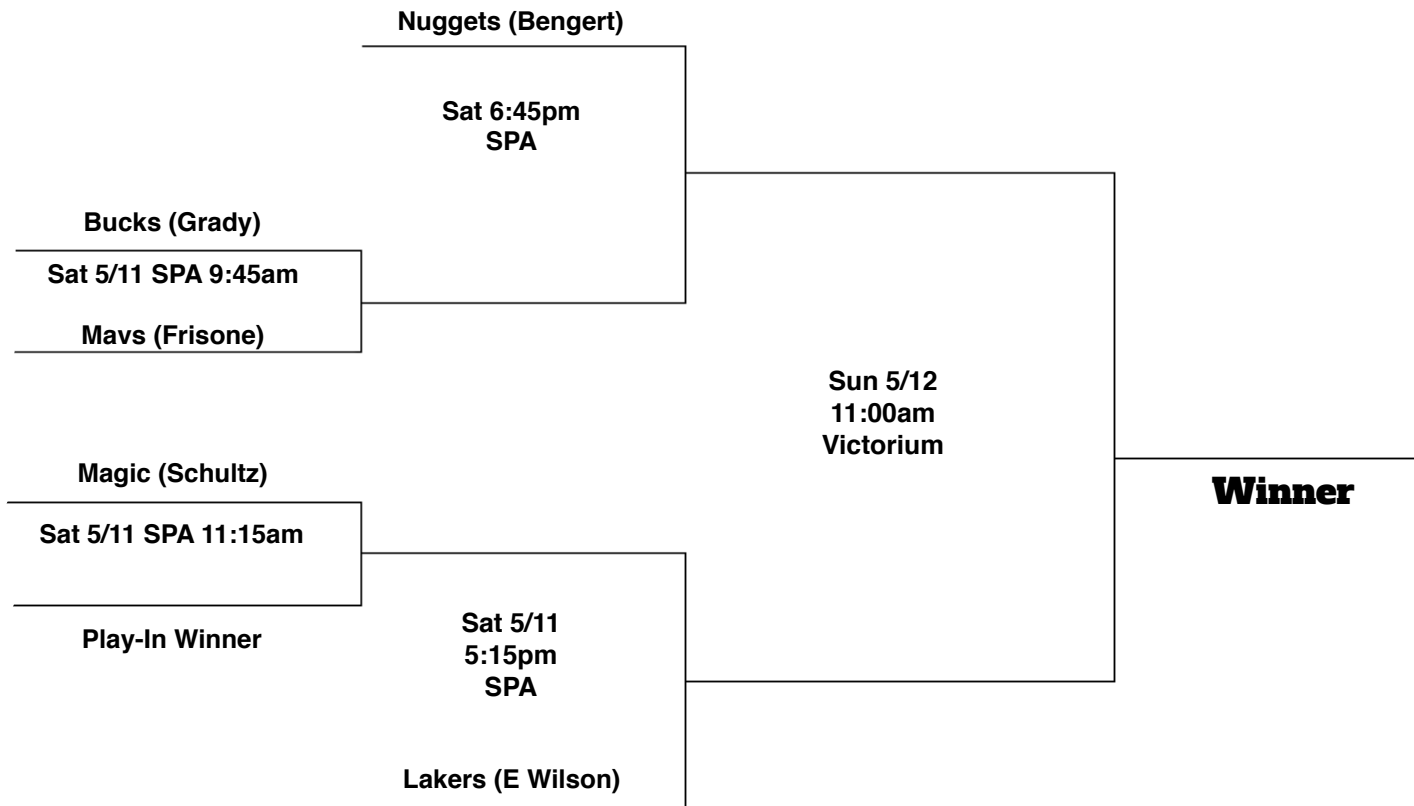 Nuggets (Bengert)
Sat 6:45pm
SPA
Bucks (Grady)
Sat 5/11 SPA 9:45am
Mavs (Frisone)
Sun 5/12
11:00am
Victorium
Winner
Magic (Schultz)
Sat 5/11 SPA 11:15am
Play-In Winner
Sat 5/11
5:15pm
SPA
Lakers (E Wilson)